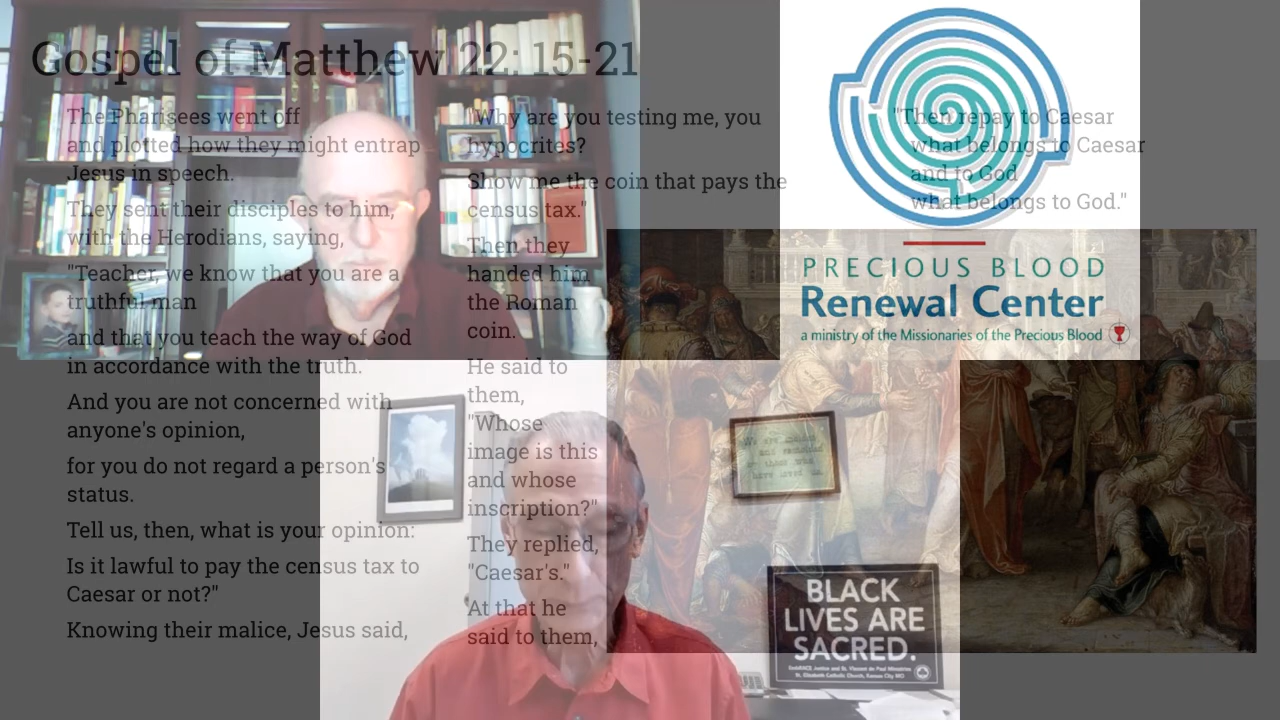 Gospel of Matthew 22: 15-21
The Pharisees went off
and plotted how they might entrap
Jesus in speech.
They sent their disciples to him,
with the Herodians, saying,
"Teacher, we know that you are a
truthful man
and that you teach the way of God
in accordance with the truth.
And you are not concerned with
anyone's opinion,
for you do not regard a person's
status.
Tell us, then, what is your opinion:
Is it lawful to pay the census tax to
Caesar or not?"
Knowing their malice, Jesus said,
"Why are you testing me, you
hypocrites?
Show me the coin that pays the
census tax."
Then they
handed him
the Roman
coin.
He said to
them,
"Whose
image is this
and whose
inscription?"
They replied,
"Caesar's."
At that he
said to them,
"Then repay to Caesar
what belongs to Caesar
and to God
what belongs to God."
PRECIOUS BLOOD
Renewal Center
a ministry of the Missionaries of the Precious Blood
BLACK
LIVES ARE
SACRED.
St. Elizabeth Catholic Church, Kansas City, MO